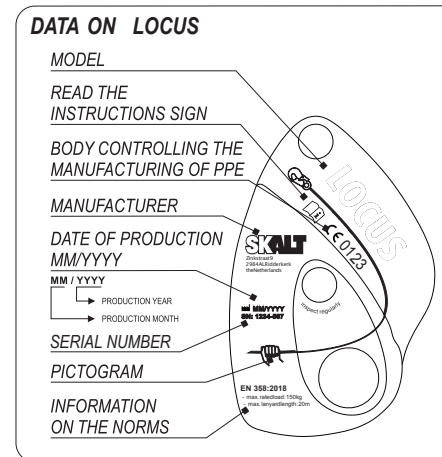 DATA ON LOCUS
MODEL
READ THE
INSTRUCTIONS SIGN
BODY CONTROLLING THE
MANUFACTURING OF PPE
MANUFACTURER
DATE OF PRODUCTION
MM/YYYY
MM / YYYY
PRODUCTION YEAR
PRODUCTION MONTH
SERIAL NUMBER
PICTOGRAM
INFORMATION
ON THE NORMS
LOCUS
i
CE 0123
SKALT
Zinkstraat9
2984ALRidderkerk
theNetherlands
MM/YYYY
SN: 1234-567
inspect regularly
EN 358:2018
- max.ratedload:150kg
- max.lanyardlength:20m